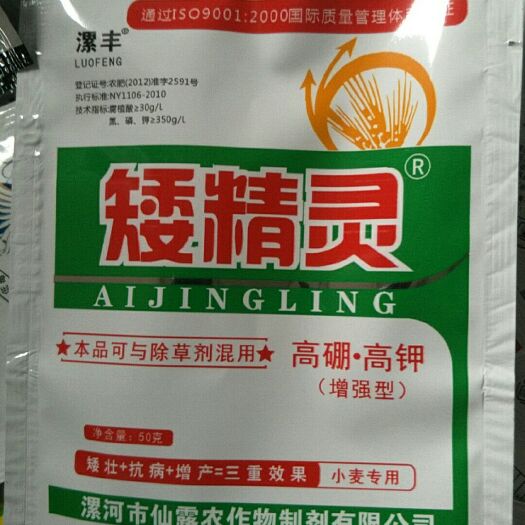 通过ISO9001:2000国际质量管理体系认证
漯丰®
LUOFENG
登记证号:农肥(2012)准字2591号
执行标准:NY1106-2010
技术指标:腐植酸≥30g/L
氮、磷、钾≥350g/L
矮精灵®
AIJINGLING
★本品可与除草剂混用★
高硼·高钾
(增强型)
净含量:50克
矮壮+抗病+增产=三重效果
小麦专用
漯河市仙露农作物制剂有限公司